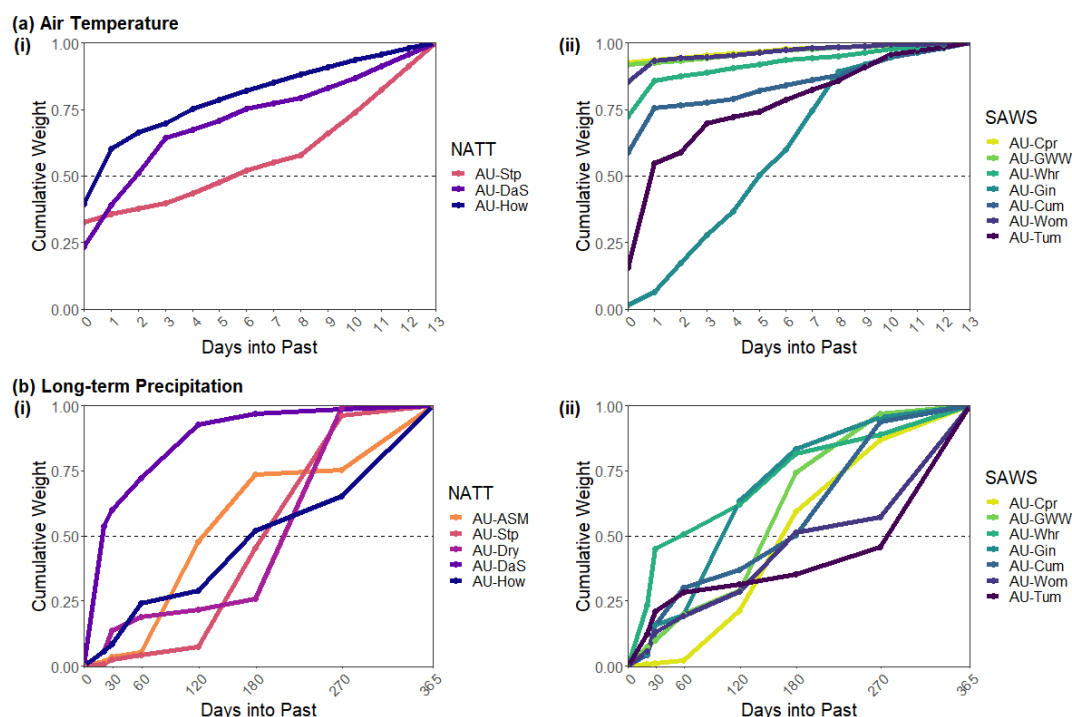 (a) Air Temperature
(i)
Cumulative Weight
1.00
0.75
0.50
0.25
0.00
0 1 2 3 4 5 6 7 8 9 10 11 12 13
Days into Past
NATT
AU-Stp
AU-DaS
AU-How
(ii)
Cumulative Weight
1.00
0.75
0.50
0.25
0.00
0 1 2 3 4 5 6 7 8 9 10 11 12 13
Days into Past
SAWS
AU-Cpr
AU-GWW
AU-Whr
AU-Gin
AU-Cum
AU-Wom
AU-Tum
(b) Long-term Precipitation
(i)
Cumulative Weight
1.00
0.75
0.50
0.25
0.00
0 30 60 120 180 270 365
Days into Past
NATT
AU-ASM
AU-Stp
AU-Dry
AU-DaS
AU-How
(ii)
Cumulative Weight
1.00
0.75
0.50
0.25
0.00
0 30 60 120 180 270 365
Days into Past
SAWS
AU-Cpr
AU-GWW
AU-Whr
AU-Gin
AU-Cum
AU-Wom
AU-Tum